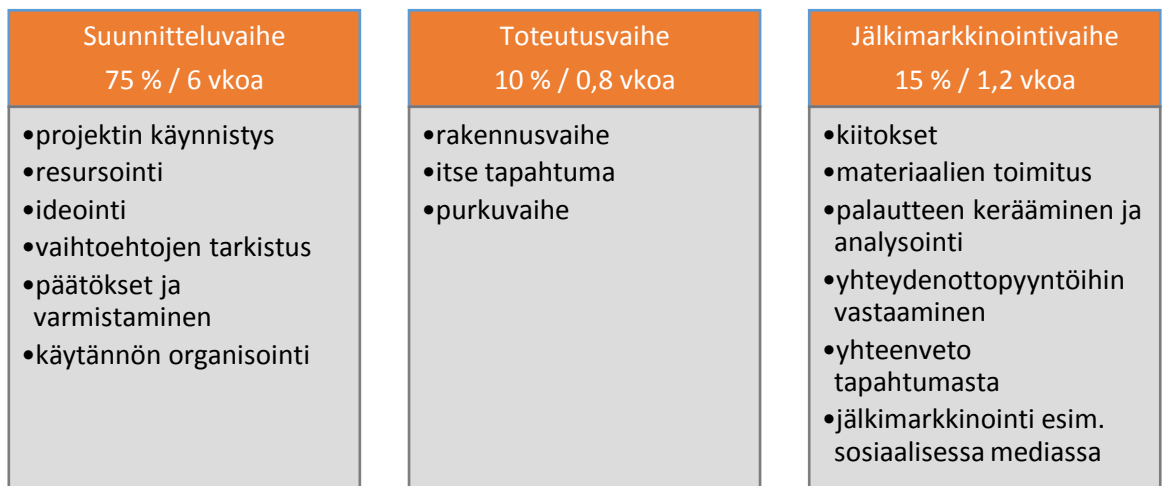 Suunnitteluvaihe
75 % / 6 vkoa
•projektin käynnistys
•resursointi
•ideointi
•vaihtoehtojen tarkistus
•päätökset ja
varmistaminen
•käytännön organisointi
Toteutusvaihe
10 % / 0,8 vkoa
•rakennusvaihe
•itse tapahtuma
•purkuvaihe
Jälkimarkkinointivaihe
15 % / 1,2 vkoa
•kiitokset
•materiaalien toimitus
•palautteen kerääminen ja
analysointi
•yhteydenottopyyntöihin
vastaaminen
•yhteenveto
tapahtumasta
•jälkimarkkinointi esim.
sosiaalisessa mediassa